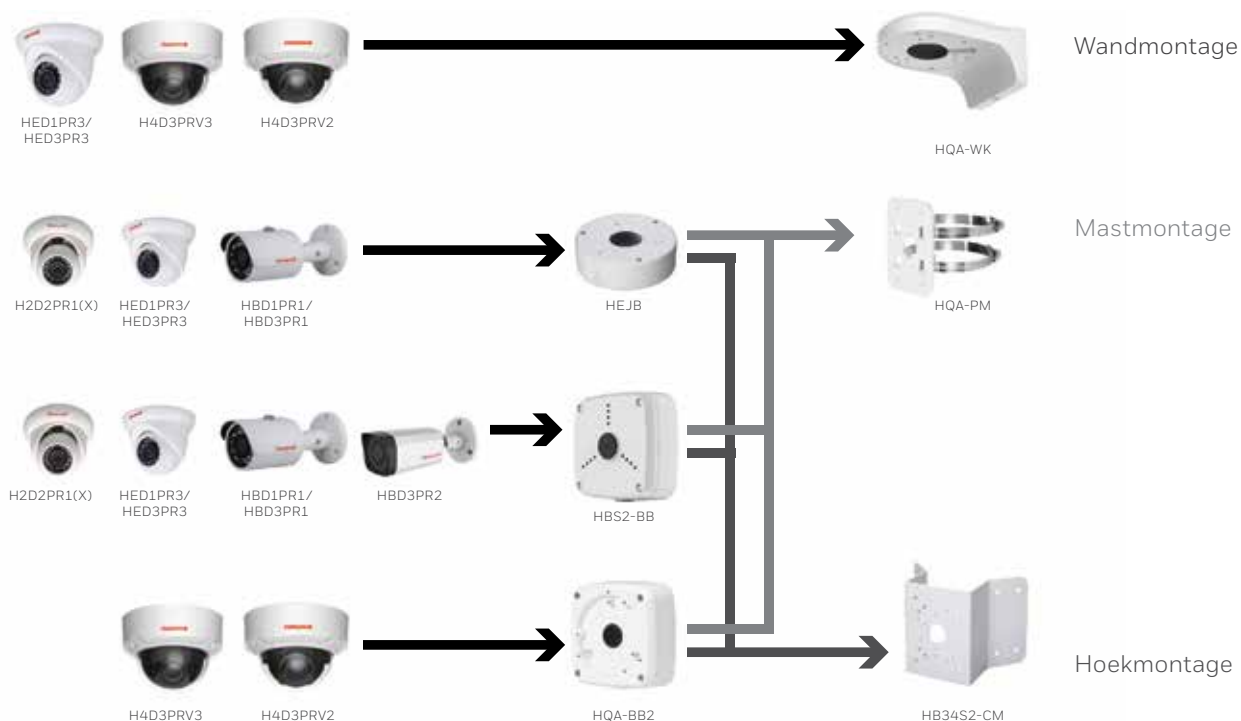 Wandmontage
HED1PR3/
HED3PR3
H4D3PRV3
H4D3PRV2
HQA-WK
Mastmontage
H2D2PR1(X)
HED1PR3/
HED3PR3
HBD1PR1/
HBD3PR1
HEJB
HQA-PM
H2D2PR1(X)
HED1PR3/
HED3PR3
HBD1PR1/
HBD3PR1
HBD3PR2
HBS2-BB
Hoekmontage
H4D3PRV3
H4D3PRV2
HQA-BB2
HB34S2-CM